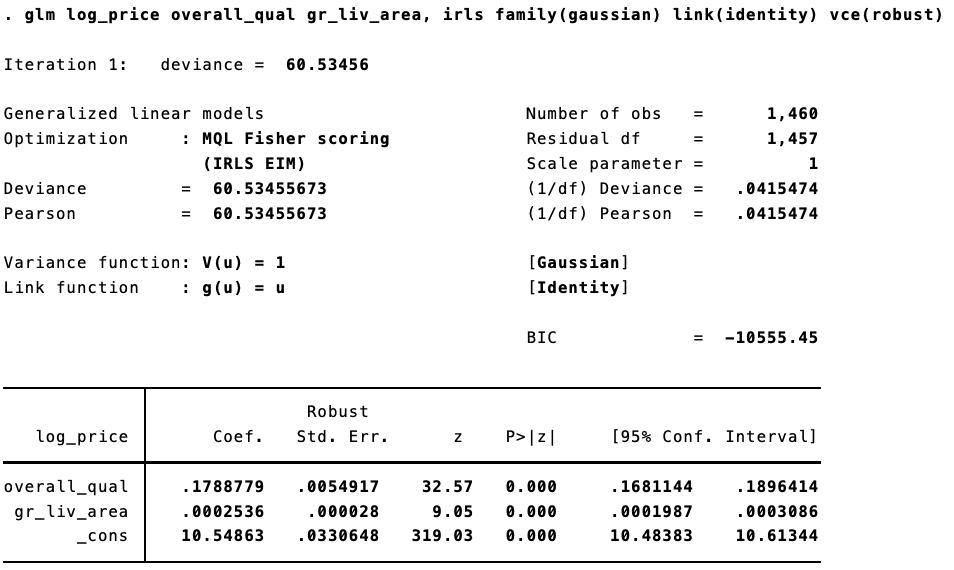 . glm log_price overall_qual gr_liv_area, irls family(gaussian) link(identity) vce(robust)
Iteration 1:   deviance =  60.53456
Generalized linear models                         Number of obs   =      1,460
Optimization     : MQL Fisher scoring             Residual df     =      1,457
                   (IRLS EIM)                     Scale parameter =          1
Deviance         =  60.53455673                   (1/df) Deviance =   .0415474
Pearson          =  60.53455673                   (1/df) Pearson  =   .0415474
Variance function: V(u) = 1                       [Gaussian]
Link function    : g(u) = u                       [Identity]
                                                  BIC             =  -10555.45
Robust
log_price        Coef.   Std. Err.      z    P>|z|     [95% Conf. Interval]
overall_qual     .1788779   .0054917    32.57   0.000     .1681144    .1896414
gr_liv_area     .0002536    .000028     9.05   0.000     .0001987    .0003086
_cons     10.54863   .0330648   319.03   0.000     10.48383    10.61344